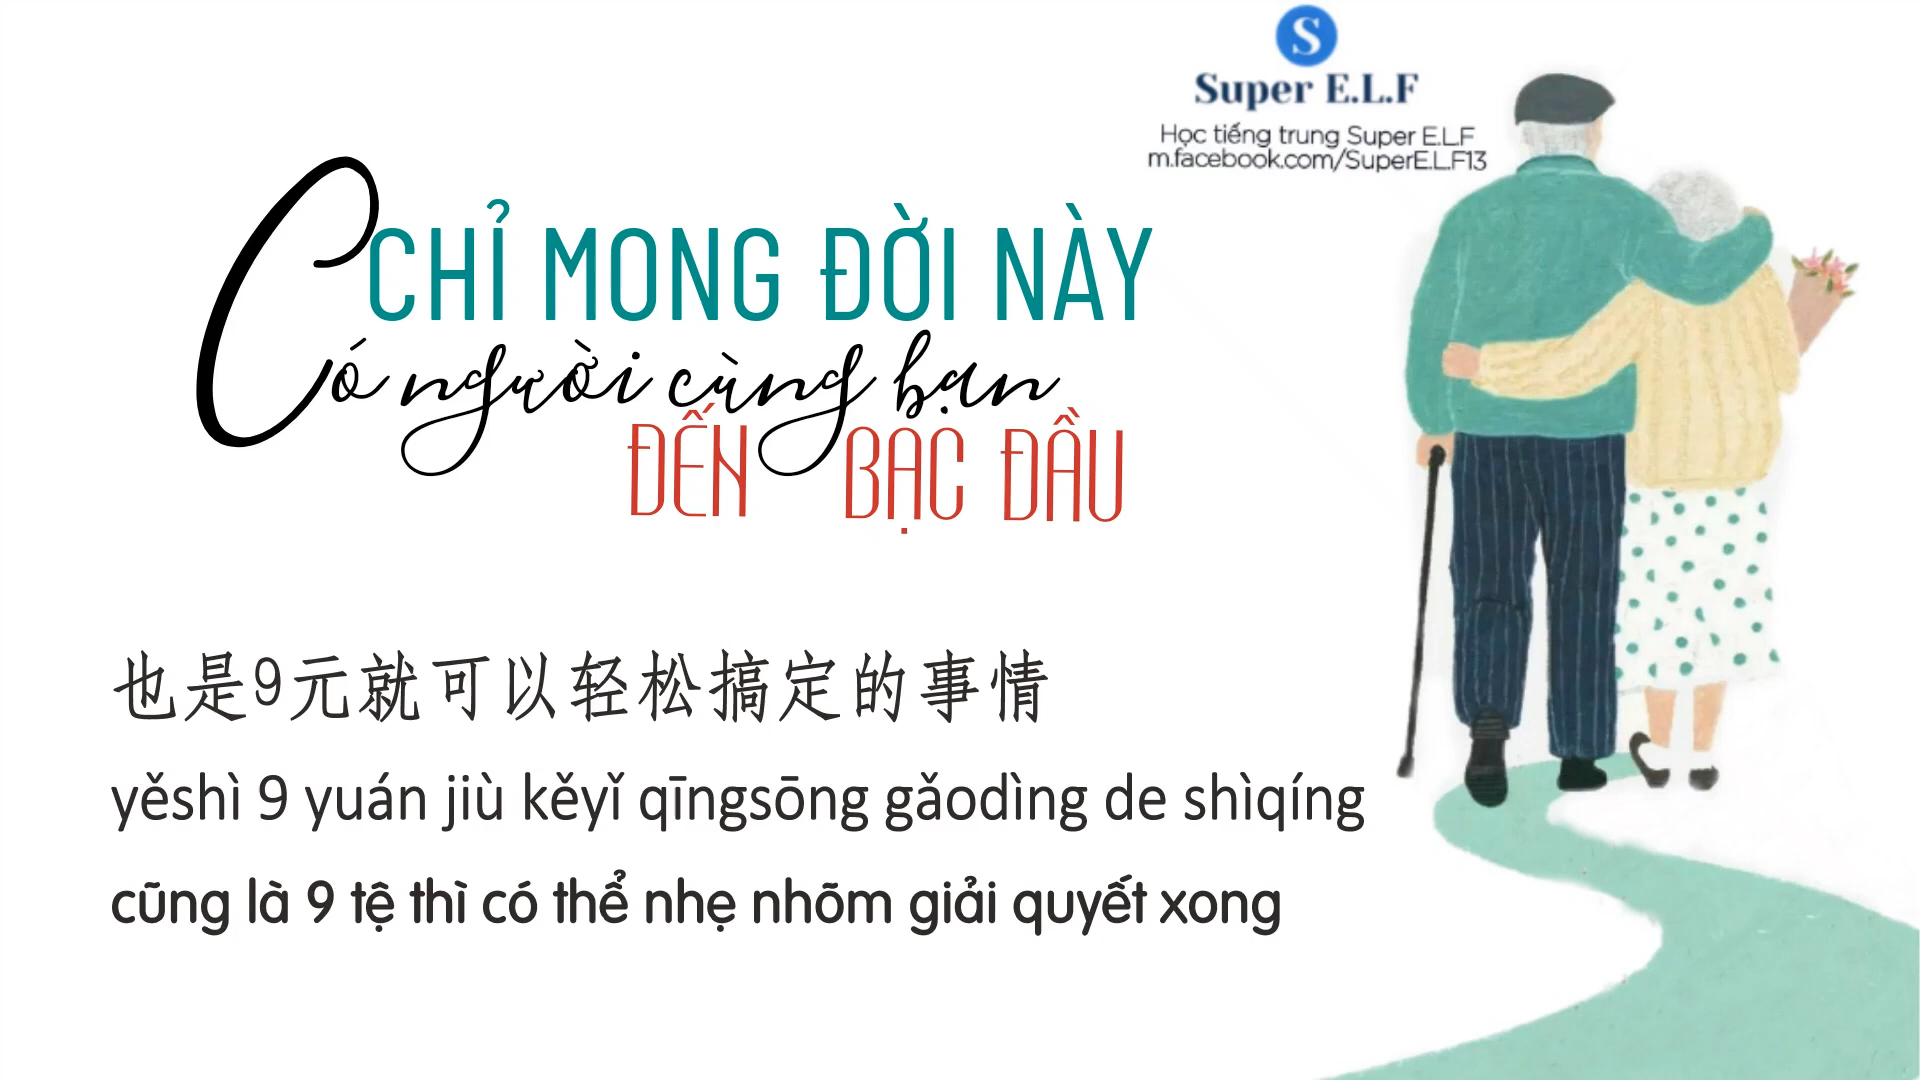 S
Super E.L.F
Học tiếng trung Super E.L.F
m.facebook.com/SuperE.L.F13
CHỈ MONG ĐỜI NÀY
Có người cùng bạn
ĐẾN BẠC ĐẦU
也是9元就可以轻松搞定的事情
yěshì 9 yuán jiù kěyǐ qīngsōng gǎodìng de shìqíng
cũng là 9 tệ thì có thể nhẹ nhõm giải quyết xong